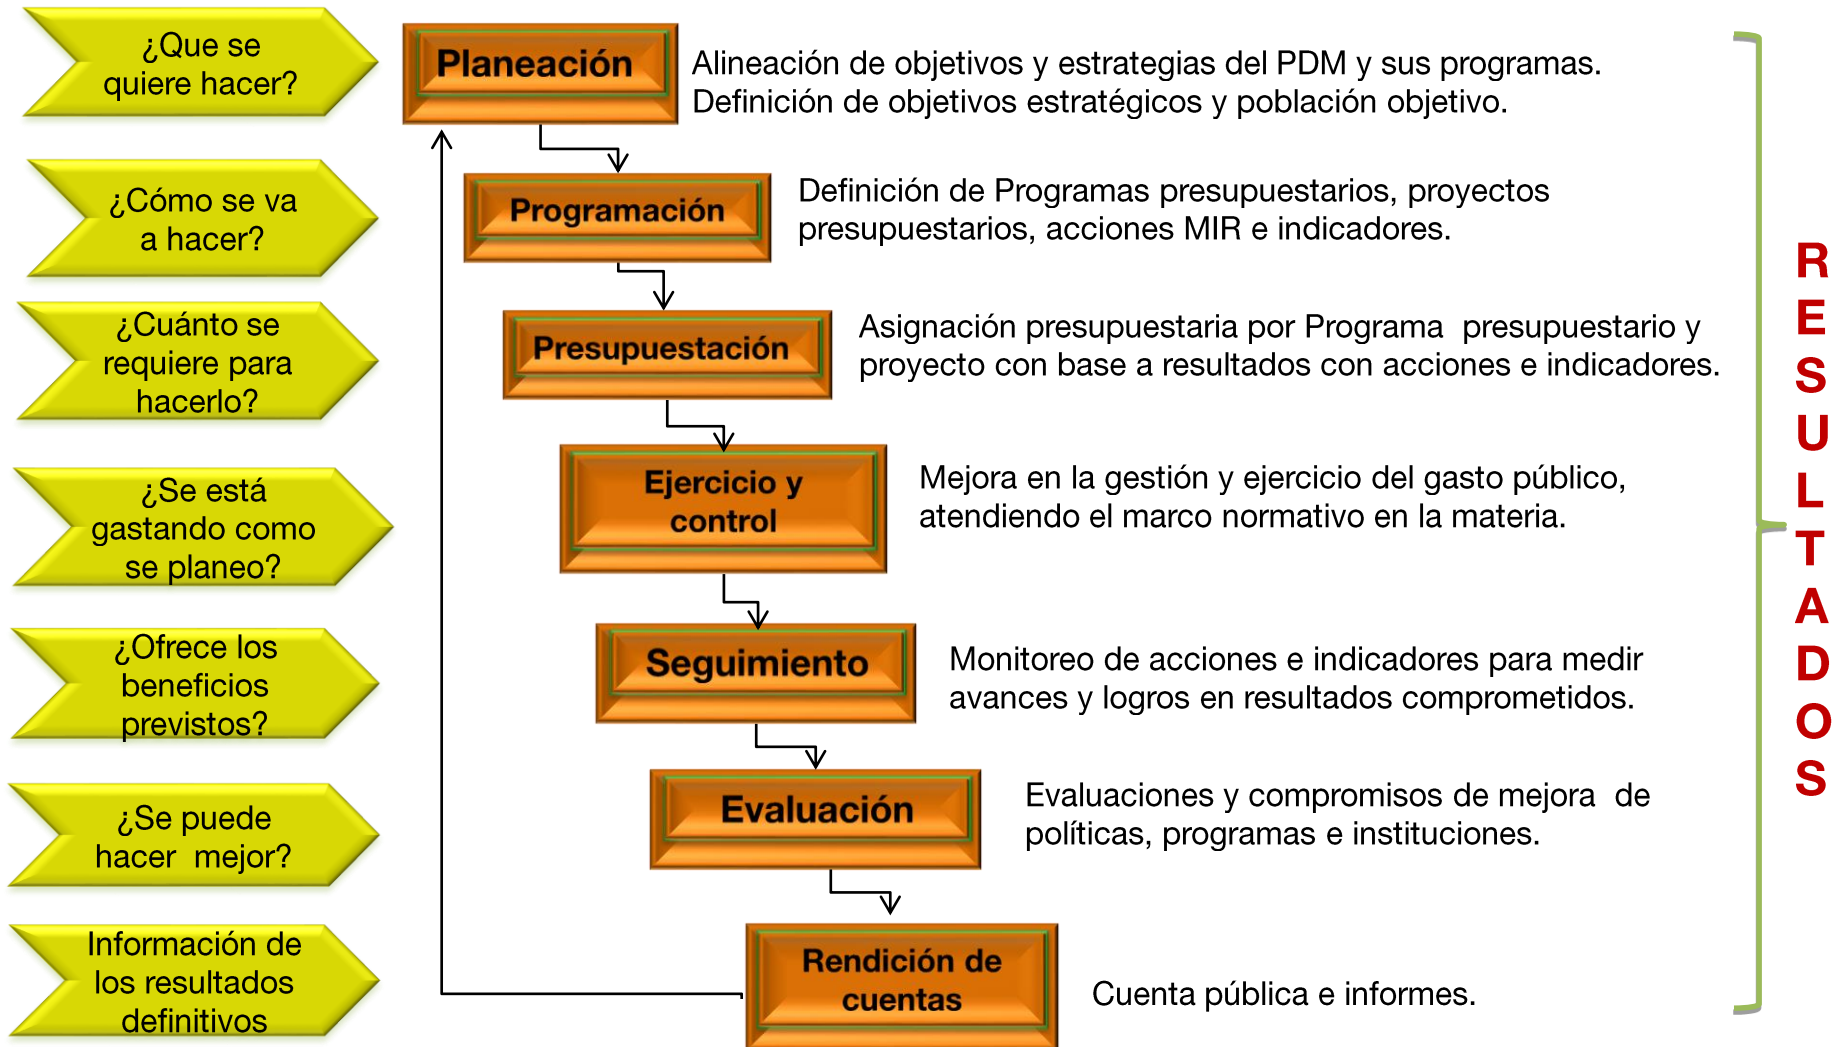 ¿Que se
quiere hacer?
Planeación
Alineación de objetivos y estrategias del PDM y sus programas.
Definición de objetivos estratégicos y población objetivo.
¿Cómo se va
a hacer?
Programación
Definición de Programas presupuestarios, proyectos
presupuestarios, acciones MIR e indicadores.
¿Cuánto se
requiere para
hacerlo?
Presupuestación
Asignación presupuestaria por Programa  presupuestario y
proyecto con base a resultados con acciones e indicadores.
¿Se está
gastando como
se planeo?
Ejercicio y
control
Mejora en la gestión y ejercicio del gasto público,
atendiendo el marco normativo en la materia.
¿Ofrece los
beneficios
previstos?
Seguimiento
Monitoreo de acciones e indicadores para medir
avances y logros en resultados comprometidos.
¿Se puede
hacer  mejor?
Evaluación
Evaluaciones y compromisos de mejora  de
políticas, programas e instituciones.
Información de
los resultados
definitivos
Rendición de
cuentas
Cuenta pública e informes.
R
E
S
U
L
T
A
D
O
S